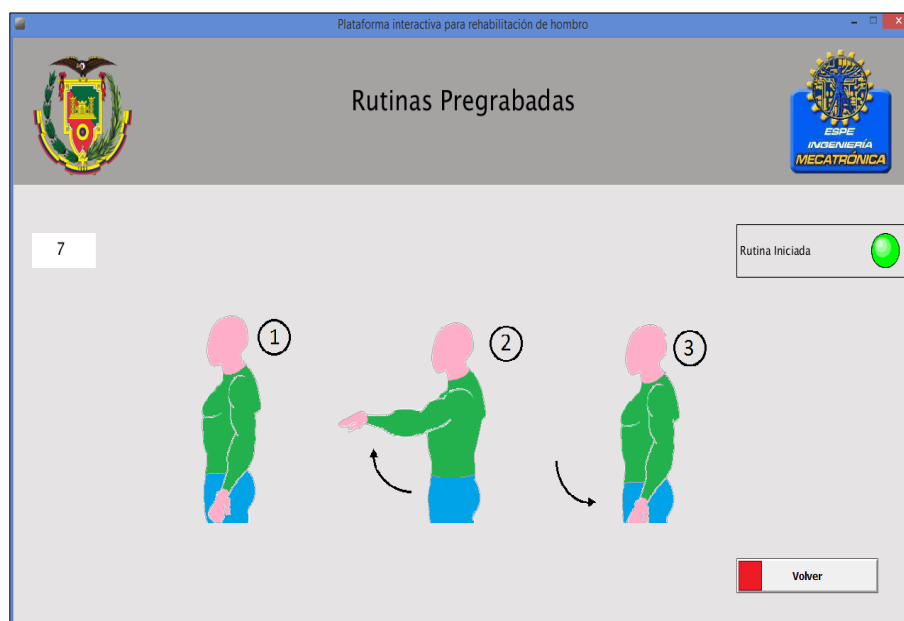 Plataforma interactiva para rehabilitación de hombro
Rutinas Pregrabadas
ESPE
INGENIERÍA
MECATRÓNICA
7
Rutina Iniciada
1
2
3
Volver